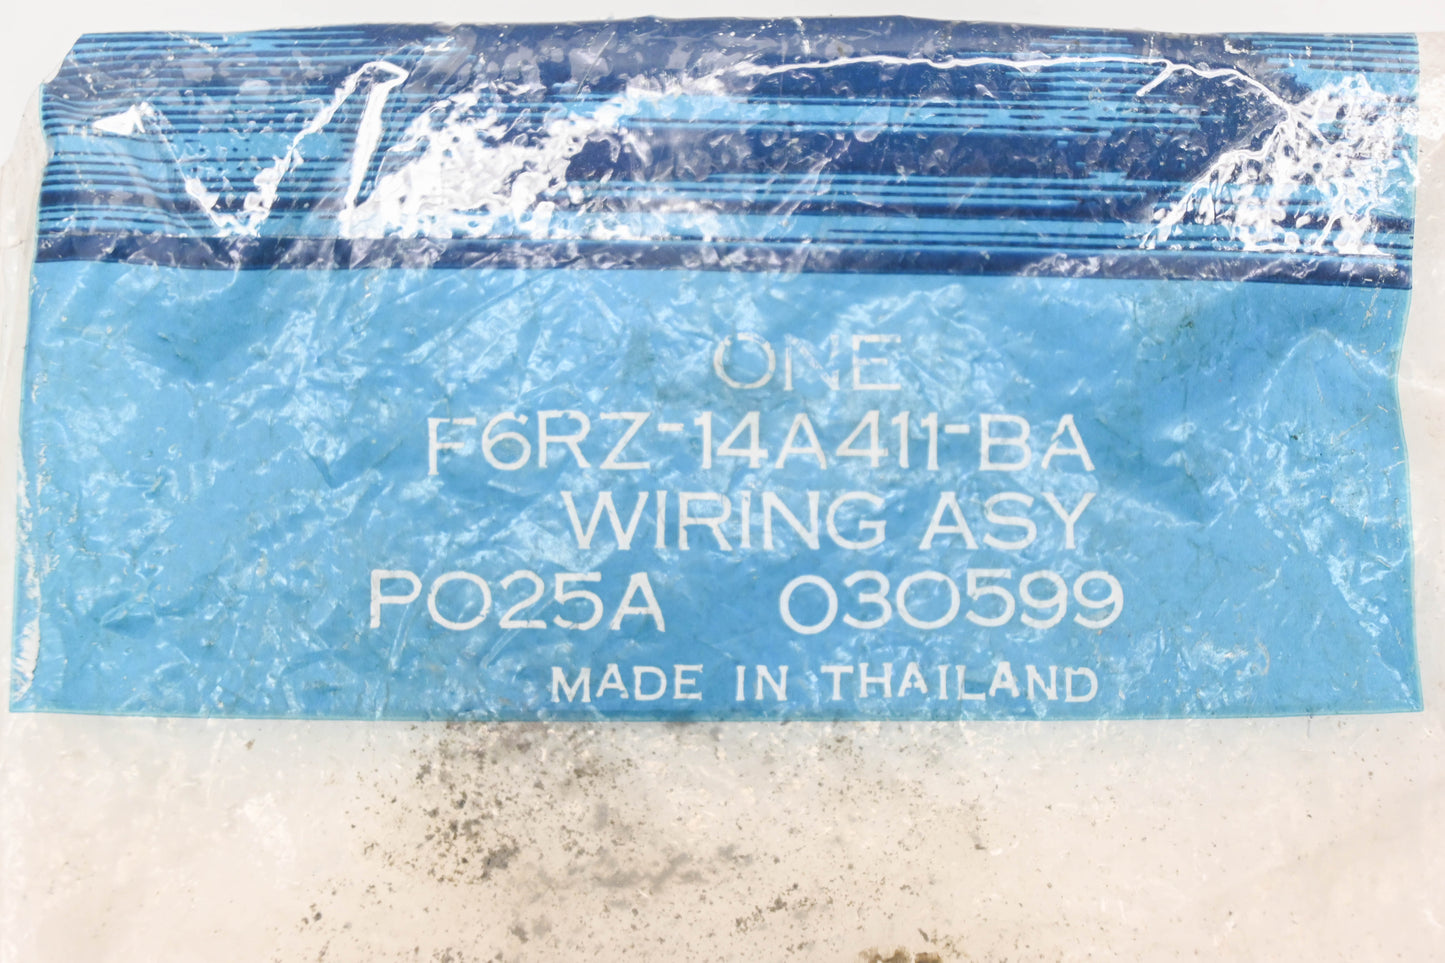 ONE
F6RZ-14A411-BA
WIRING ASY
PO25A 030599
MADE IN THAILAND